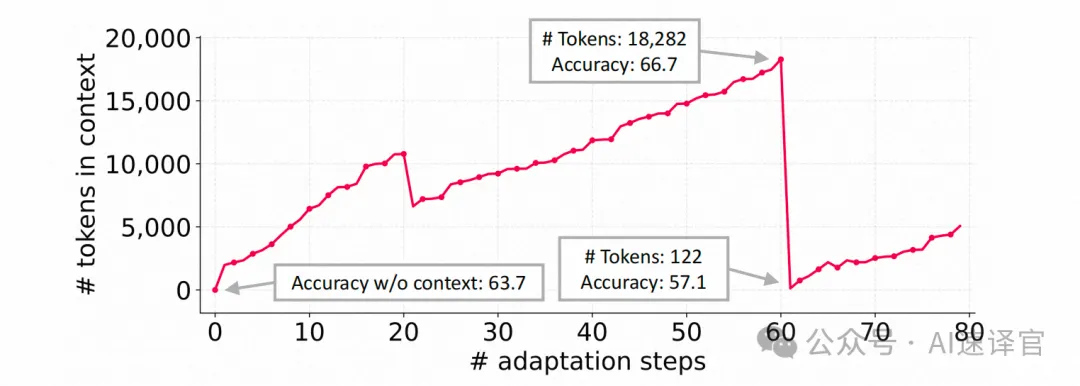 20,000
15,000
10,000
5,000
0
# tokens in context
# Tokens: 18,282
Accuracy: 66.7
Accuracy w/o context: 63.7
# Tokens: 122
Accuracy: 57.1
0 10 20 30 40 50 60 70 80
# adaptation steps
公众号 · AI速译官